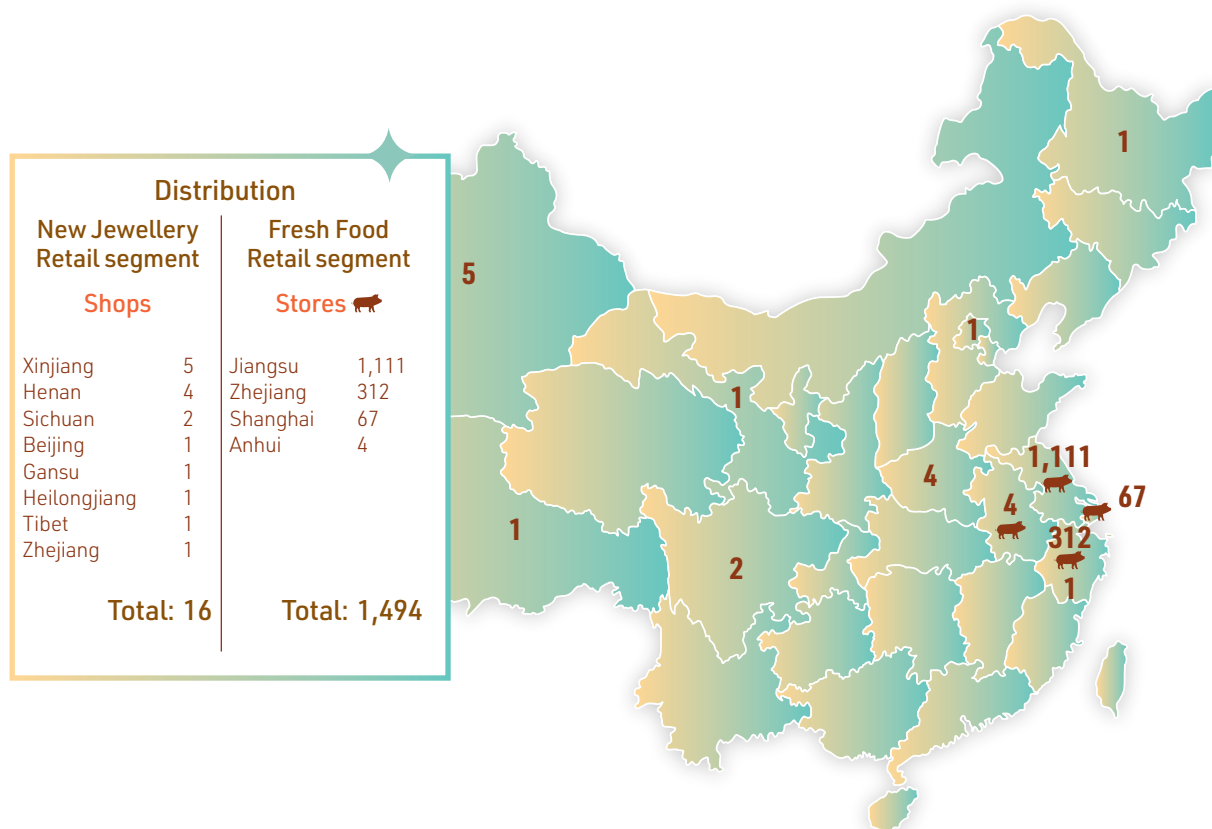 Distribution
New Jewellery
Retail segment
Shops
Xinjiang 5
Henan 4
Sichuan 2
Beijing 1
Gansu 1
Heilongjiang 1
Tibet 1
Zhejiang 1
Total: 16
Fresh Food
Retail segment
Stores
Jiangsu 1,111
Zhejiang 312
Shanghai 67
Anhui 4
Total: 1,494
1
5
1
1
1,111
4
67
4
312
1
2
1